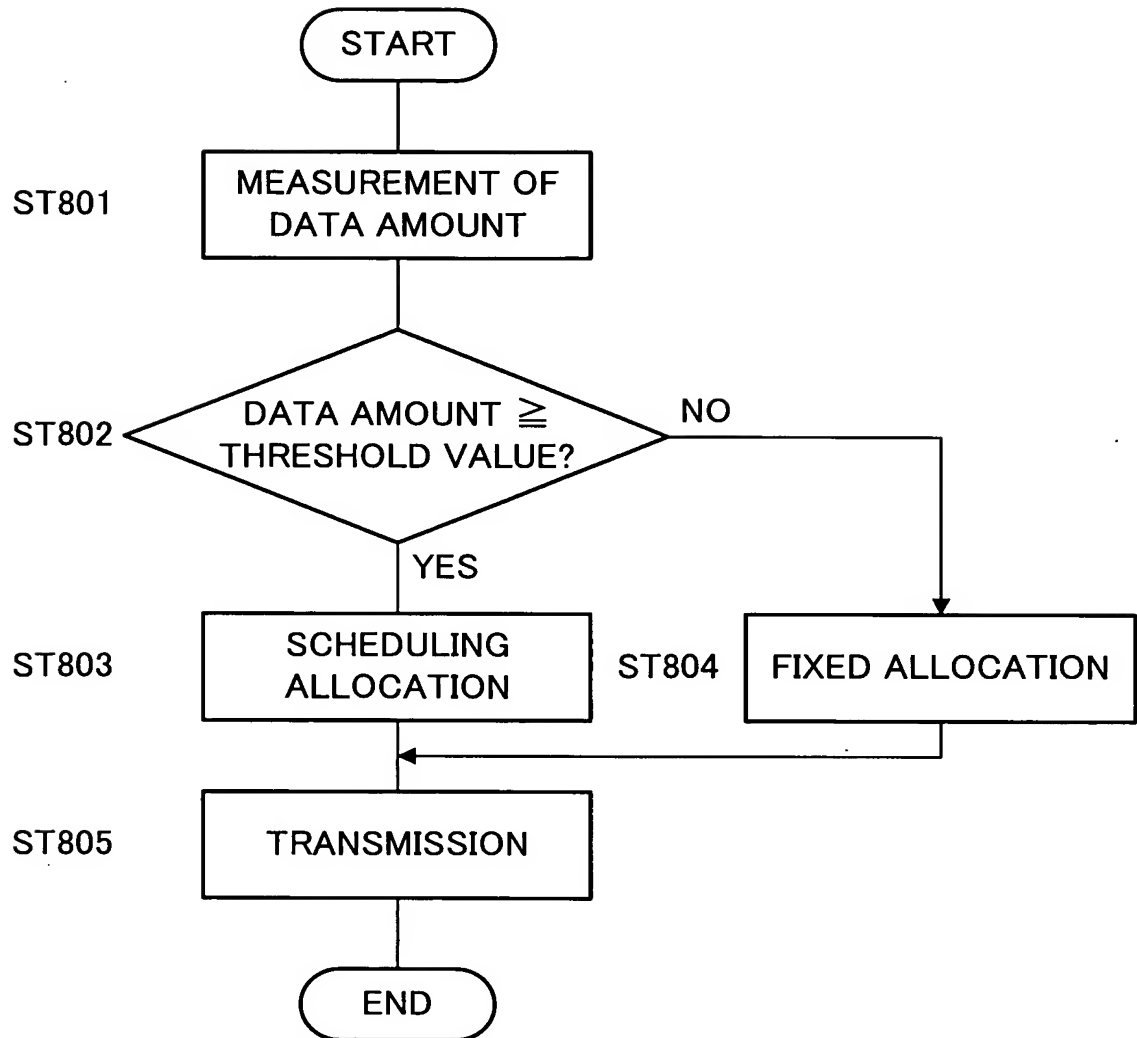 START
ST801
MEASUREMENT OF
DATA AMOUNT
ST802
DATA AMOUNT ≧
THRESHOLD VALUE?
NO
YES
ST803
SCHEDULING
ALLOCATION
ST804
FIXED ALLOCATION
ST805
TRANSMISSION
END